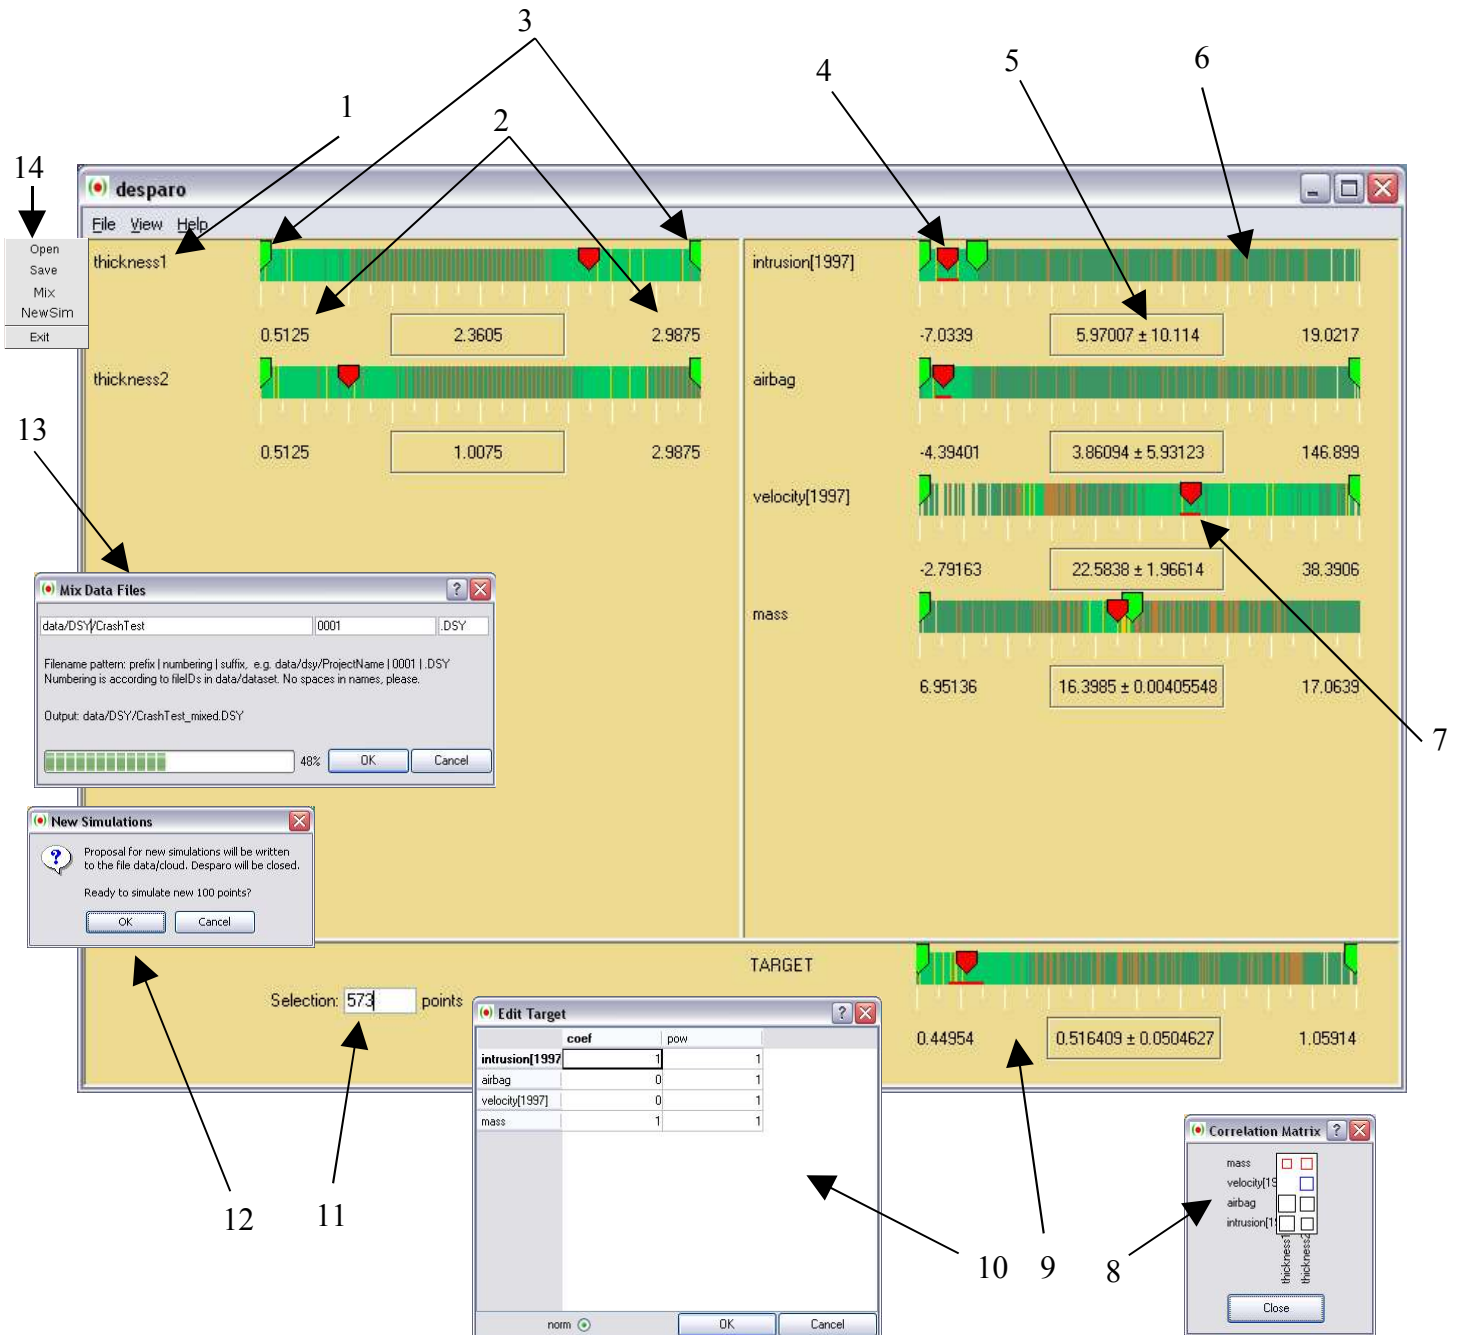 3
4
5
6
1
2
14
desparo
File View Help
Open
Save
Mix
NewSim
Exit
thickness1
0.5125 2.3605 2.9875
thickness2
0.5125 1.0075 2.9875
intrusion[1997]
-7.0339 5.97007 ± 10.114 19.0217
airbag
-4.39401 3.86094 ± 5.93123 146.899
velocity[1997]
-2.79163 22.5838 ± 1.96614 38.3906
mass
6.95136 16.3985 ± 0.00405548 17.0639
7
13
Mix Data Files
data/DSY/CrashTest 0001 .DSY
Filename pattern: prefix | numbering | suffix, e.g. data/dsy/ProjectName | 0001 | .DSY
Numbering is according to fileIDs in data/dataset. No spaces in names, please.
Output: data/DSY/CrashTest_mixed.DSY
48% OK Cancel
New Simulations
Proposal for new simulations will be written
to the file data/cloud. Desparo will be closed.
Ready to simulate new 100 points?
OK Cancel
TARGET
0.44954 0.516409 ± 0.0504627 1.05914
Selection: 573 points
Edit Target
coef pow
intrusion[1997 1 1
airbag 0 1
velocity[1997] 0 1
mass 1 1
norm OK Cancel
Correlation Matrix
mass
velocity[19
airbag
intrusion[1
thickness1
thickness2
Close
12
11
10
9
8